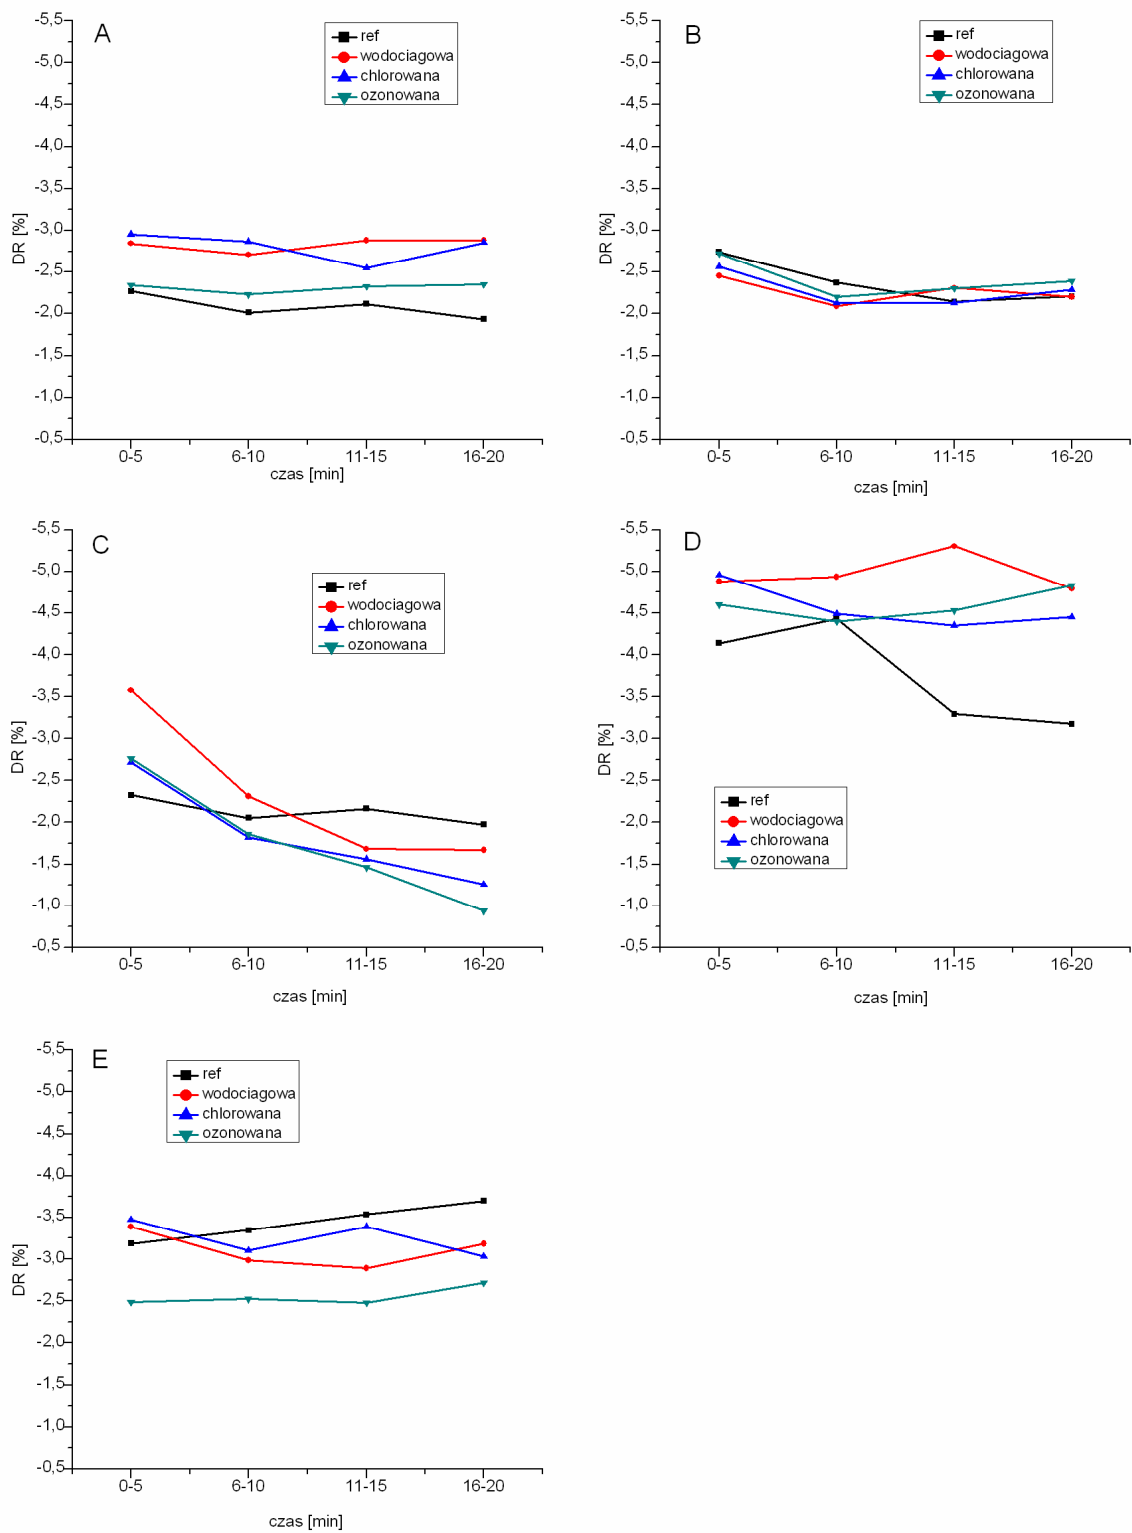 A
ref
wodociagowa
chlorowana
ozonowana
-5,5
-5,0
-4,5
-4,0
-3,5
-3,0
-2,5
-2,0
-1,5
-1,0
-0,5
DR [%]
0-5
6-10
11-15
16-20
czas [min]
B
ref
wodociagowa
chlorowana
ozonowana
-5,5
-5,0
-4,5
-4,0
-3,5
-3,0
-2,5
-2,0
-1,5
-1,0
-0,5
DR [%]
0-5
6-10
11-15
16-20
czas [min]
C
ref
wodociagowa
chlorowana
ozonowana
-5,5
-5,0
-4,5
-4,0
-3,5
-3,0
-2,5
-2,0
-1,5
-1,0
-0,5
DR [%]
0-5
6-10
11-15
16-20
czas [min]
D
-5,5
-5,0
-4,5
-4,0
-3,5
-3,0
-2,5
-2,0
-1,5
-1,0
-0,5
DR [%]
ref
wodociagowa
chlorowana
ozonowana
0-5
6-10
11-15
16-20
czas [min]
E
ref
wodociagowa
chlorowana
ozonowana
-5,5
-5,0
-4,5
-4,0
-3,5
-3,0
-2,5
-2,0
-1,5
-1,0
-0,5
DR [%]
0-5
6-10
11-15
16-20
czas [min]